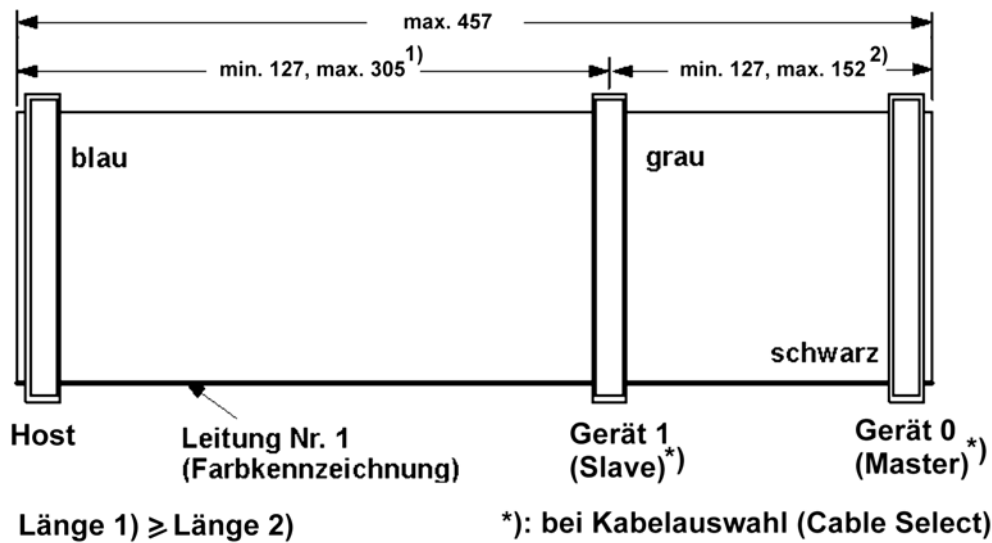 max. 457
min. 127, max. 305 1)
min. 127, max. 152 2)
blau
grau
schwarz
Host
Leitung Nr. 1
(Farbkennzeichnung)
Gerät 1
(Slave)*)
Gerät 0
(Master)*)
Länge 1) ⩾ Länge 2)
*): bei Kabelauswahl (Cable Select)